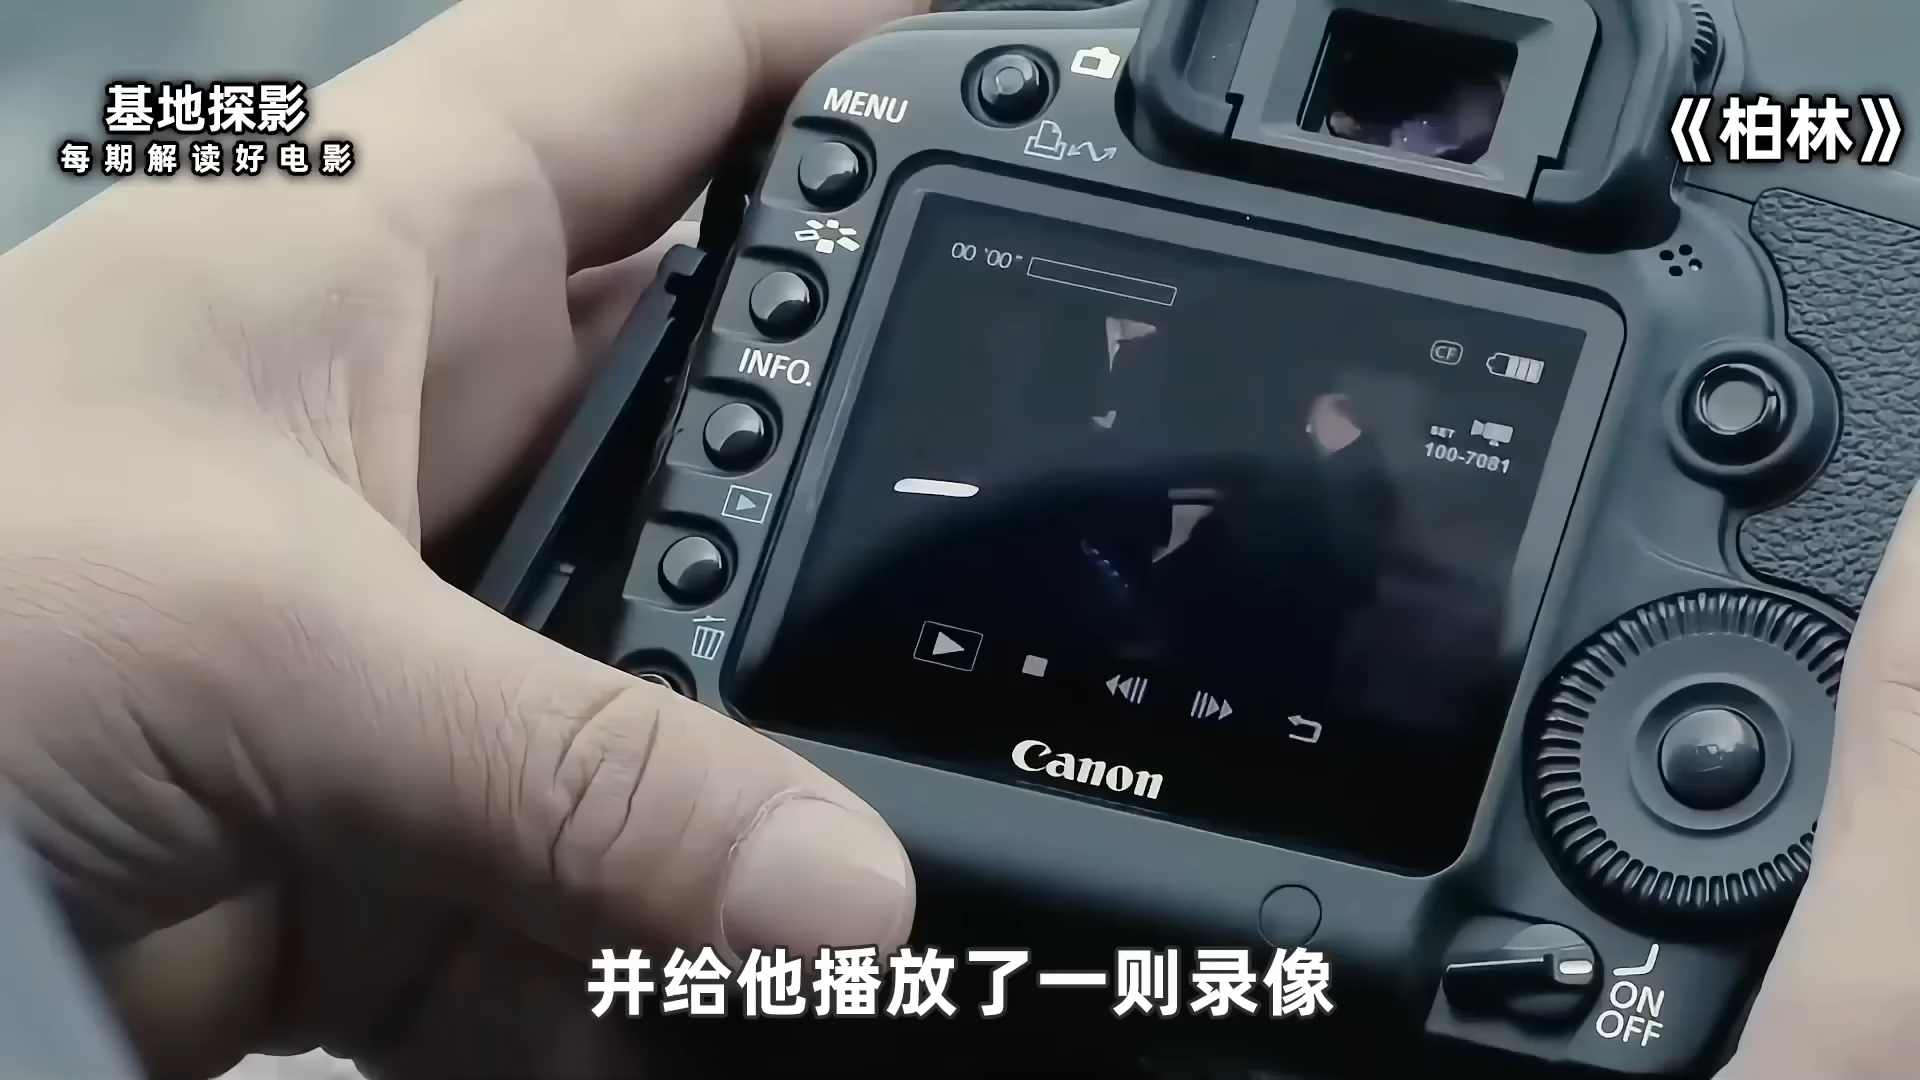 基地探影
每期解读好电影
《柏林》
MENU
INFO.
00'00"
CF
SET
100-7081
Canon
ON
OFF
并给他播放了一则录像